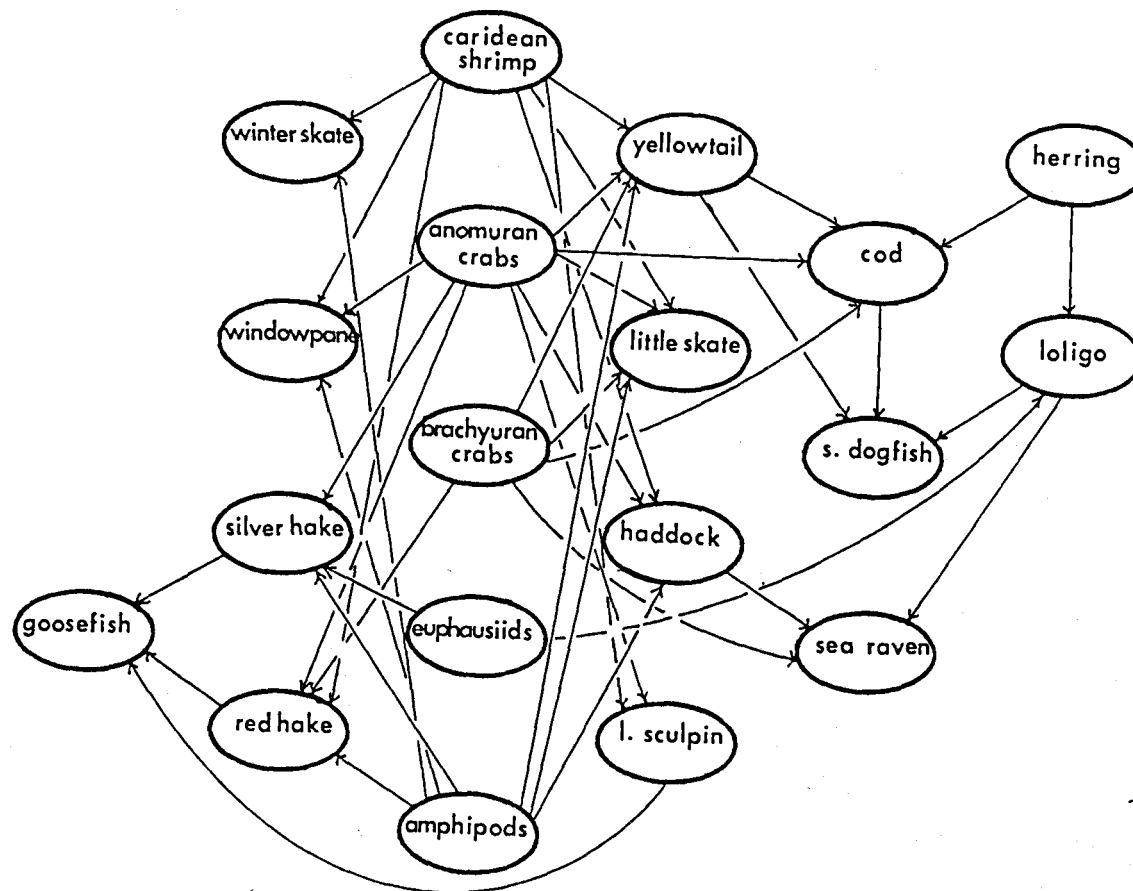 caridean
shrimp
winter skate
yellowtail
herring
anomuran
crabs
cod
windowpane
little skate
loligo
brachyuran
crabs
s. dogfish
silver hake
haddock
goosefish
euphausiids
sea raven
red hake
l. sculpin
amphipods